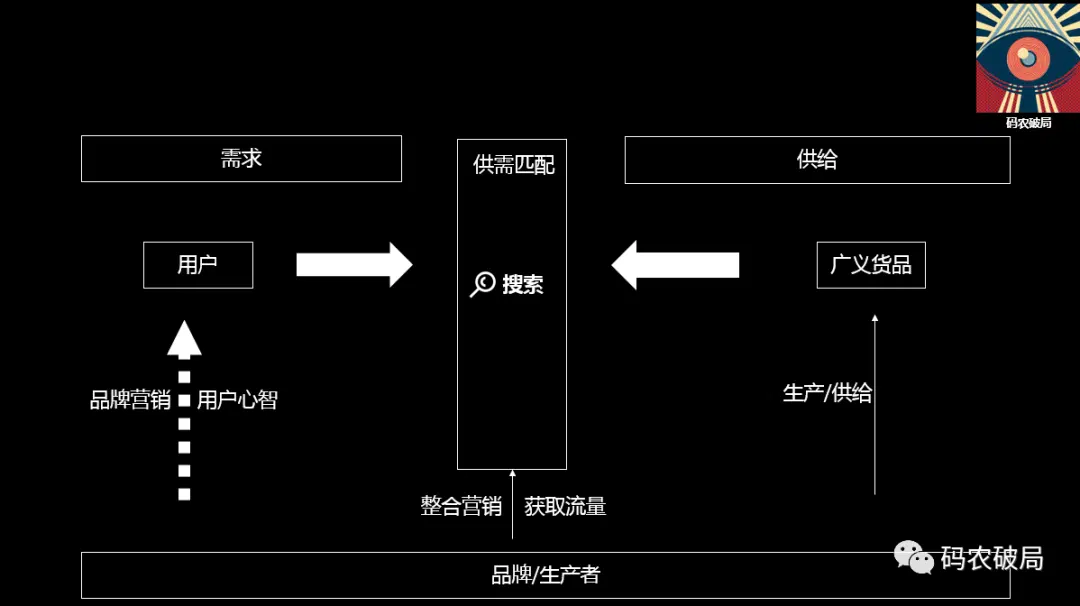 码农破局
需求
供需匹配
供给
用户
搜索
广义货品
品牌营销
用户心智
生产/供给
整合营销
获取流量
码农破局
品牌/生产者